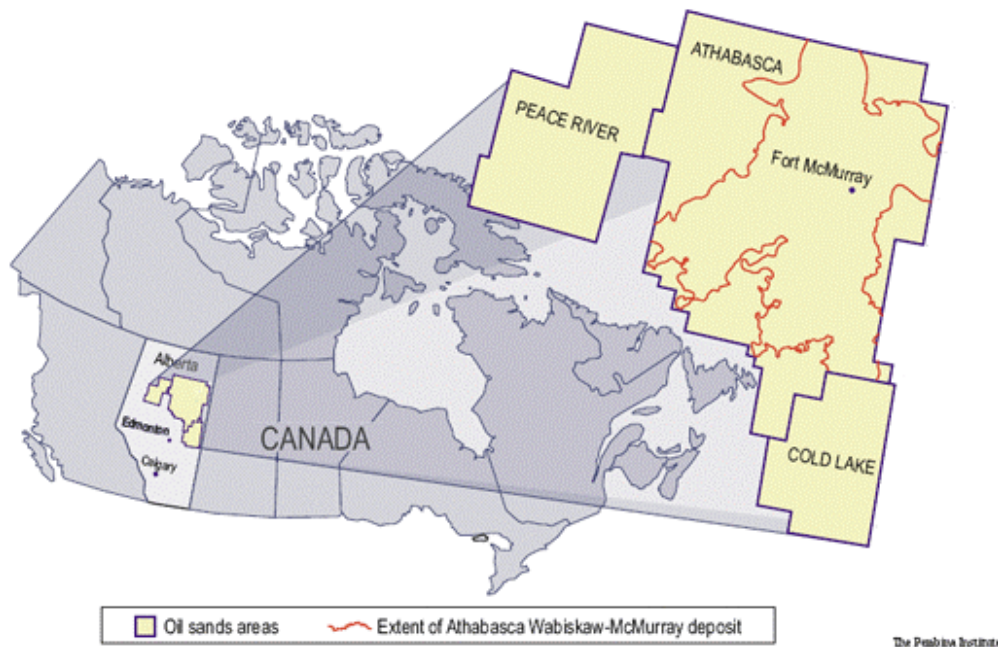 ATHABASCA
PEACE RIVER
Fort McMurray
Alberta
Edmonton
CANADA
Calgary
COLD LAKE
Oil sands areas
Extent of Athabasca Wabiskaw-McMurray deposit
The Pembina Institute